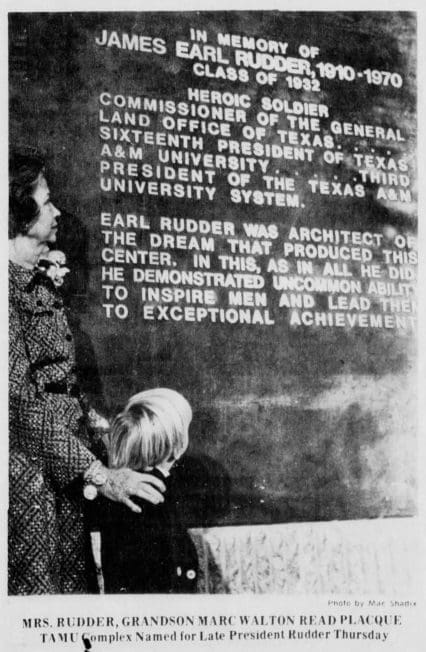 IN MEMORY OF
JAMES EARL RUDDER, 1910-1970
CLASS OF 1932
HEROIC SOLDIER
COMMISSIONER OF THE GENERAL
LAND OFFICE OF TEXAS. . . .
SIXTEENTH PRESIDENT OF TEXAS
A&M UNIVERSITY. . . . . .THIRD
PRESIDENT OF THE TEXAS A&M
UNIVERSITY SYSTEM.
EARL RUDDER WAS ARCHITECT OF
THE DREAM THAT PRODUCED THIS
CENTER. IN THIS, AS IN ALL HE DID,
HE DEMONSTRATED UNCOMMON ABILITY
TO INSPIRE MEN AND LEAD THEM
TO EXCEPTIONAL ACHIEVEMENT
Photo by Mac Shaffix
MRS. RUDDER, GRANDSON MARC WALTON READ PLACQUE
TAMU Complex Named for Late President Rudder Thursday